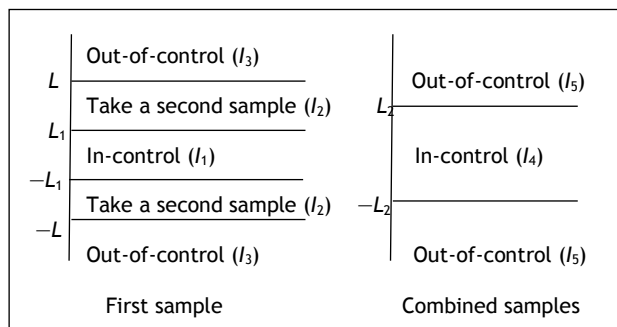 Out-of-control (I3)
L
Take a second sample (I2)
L1
In-control (I1)
−L1
Take a second sample (I2)
−L
Out-of-control (I3)
First sample
Out-of-control (I5)
L2
In-control (I4)
−L2
Out-of-control (I5)
Combined samples